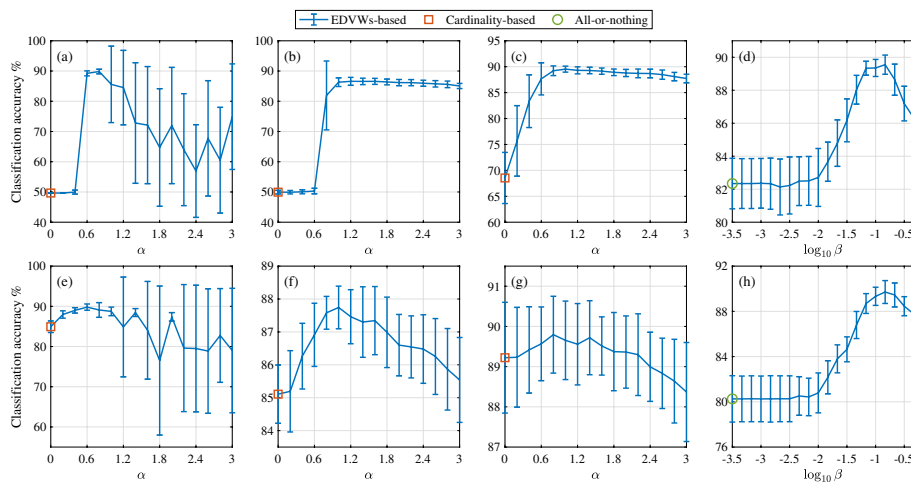 EDVWs-based Cardinality-based All-or-nothing
(a) (b) (c) (d)
Classification accuracy %
100 90 80 70 60 50 40
100 90 80 70 60 50 40
95 90 85 80 75 70 65 60
92 88 84 80
0 0.6 1.2 1.8 2.4 3
0 0.6 1.2 1.8 2.4 3
0 0.6 1.2 1.8 2.4 3
-3.5 -3 -2.5 -2 -1.5 -1 -0.5
α α α log₁₀ β
(e) (f) (g) (h)
Classification accuracy %
100 90 80 70 60
89 88 87 86 85 84
91 90 89 88 87
92 88 84 80 76
0 0.6 1.2 1.8 2.4 3
0 0.6 1.2 1.8 2.4 3
0 0.6 1.2 1.8 2.4 3
-3.5 -3 -2.5 -2 -1.5 -1 -0.5
α α α log₁₀ β